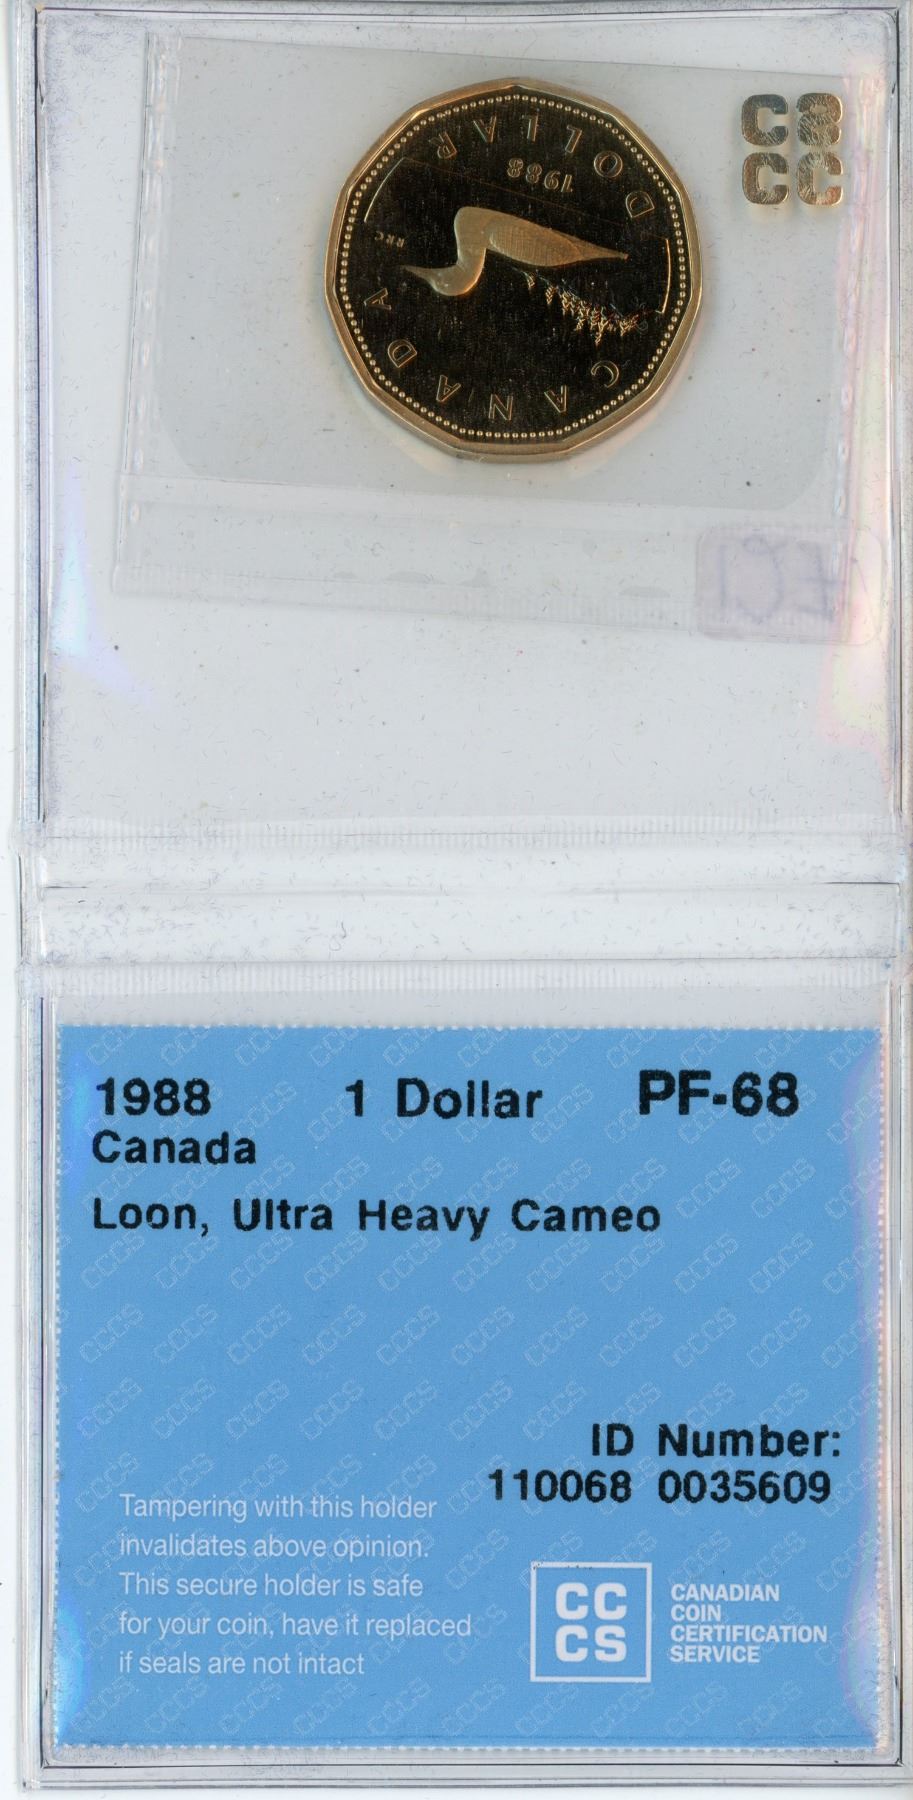 CANADA
DOLLAR
1988
RRC
CCCS
1988 1 Dollar PF-68
Canada
Loon, Ultra Heavy Cameo
ID Number:
110068 0035609
Tampering with this holder
invalidates above opinion.
This secure holder is safe
for your coin, have it replaced
if seals are not intact
CC
CS
CANADIAN
COIN
CERTIFICATION
SERVICE